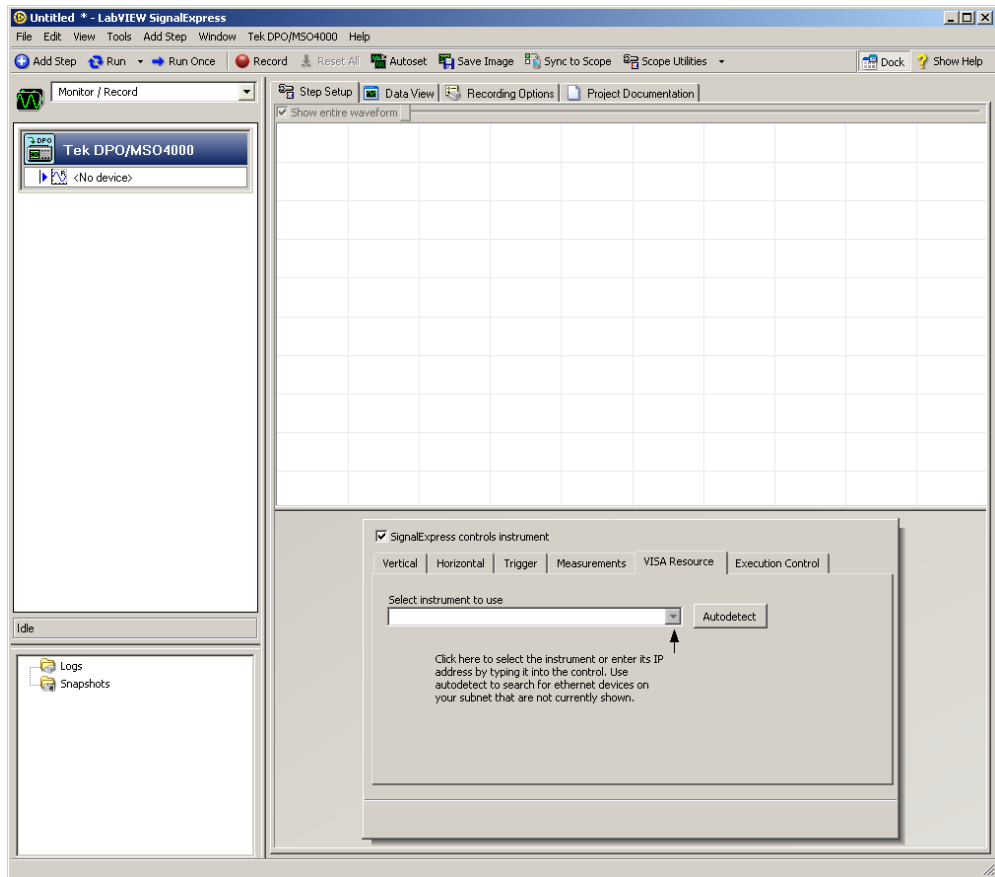 Untitled * - LabVIEW SignalExpress
File Edit View Tools Add Step Window Tek DPO/MSO4000 Help
Add Step Run Run Once Record Reset All Autoset Save Image Sync to Scope Scope Utilities Dock Show Help
Monitor / Record
Step Setup Data View Recording Options Project Documentation
Show entire waveform
DPO
Tek DPO/MSO4000
<No device>
SignalExpress controls instrument
Vertical Horizontal Trigger Measurements VISA Resource Execution Control
Select instrument to use
Autodetect
Click here to select the instrument or enter its IP
address by typing it into the control. Use
autodetect to search for ethernet devices on
your subnet that are not currently shown.
Idle
Logs
Snapshots